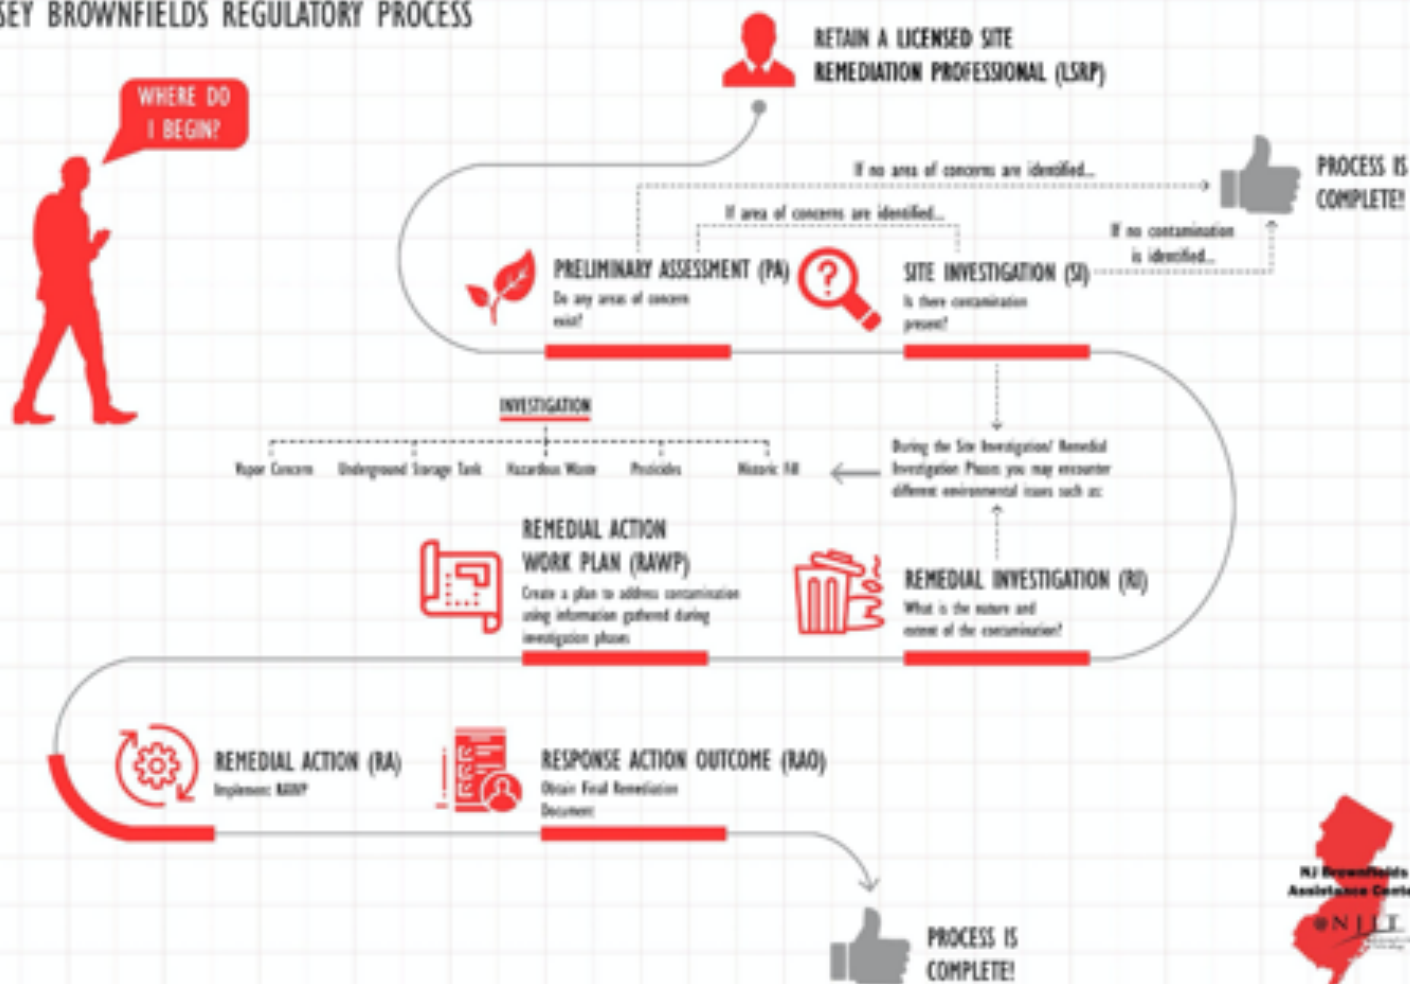 SEY BROWNFIELDS REGULATORY PROCESS
WHERE DO
I BEGIN?
RETAIN A LICENSED SITE
REMEDIATION PROFESSIONAL (LSRP)
If no area of concerns are identified...
PROCESS IS
COMPLETE!
If area of concerns are identified...
If no contamination
is identified...
PRELIMINARY ASSESSMENT (PA)
Do any areas of concern
exist?
SITE INVESTIGATION (SI)
Is there contamination
present?
INVESTIGATION
Vapor Concern
Underground Storage Tank
Hazardous Waste
Pesticides
Historic Fill
During the Site Investigation/ Remedial
Investigation Phases you may encounter
different environmental issues such as:
REMEDIAL ACTION
WORK PLAN (RAWP)
Create a plan to address contamination
using information gathered during
investigation phases
REMEDIAL INVESTIGATION (RI)
What is the nature and
extent of the contamination?
REMEDIAL ACTION (RA)
Implement RAWP
RESPONSE ACTION OUTCOME (RAO)
Obtain Final Remediation
Document
PROCESS IS
COMPLETE!
NJ Brownfields
Assistance Cente
@NJIT